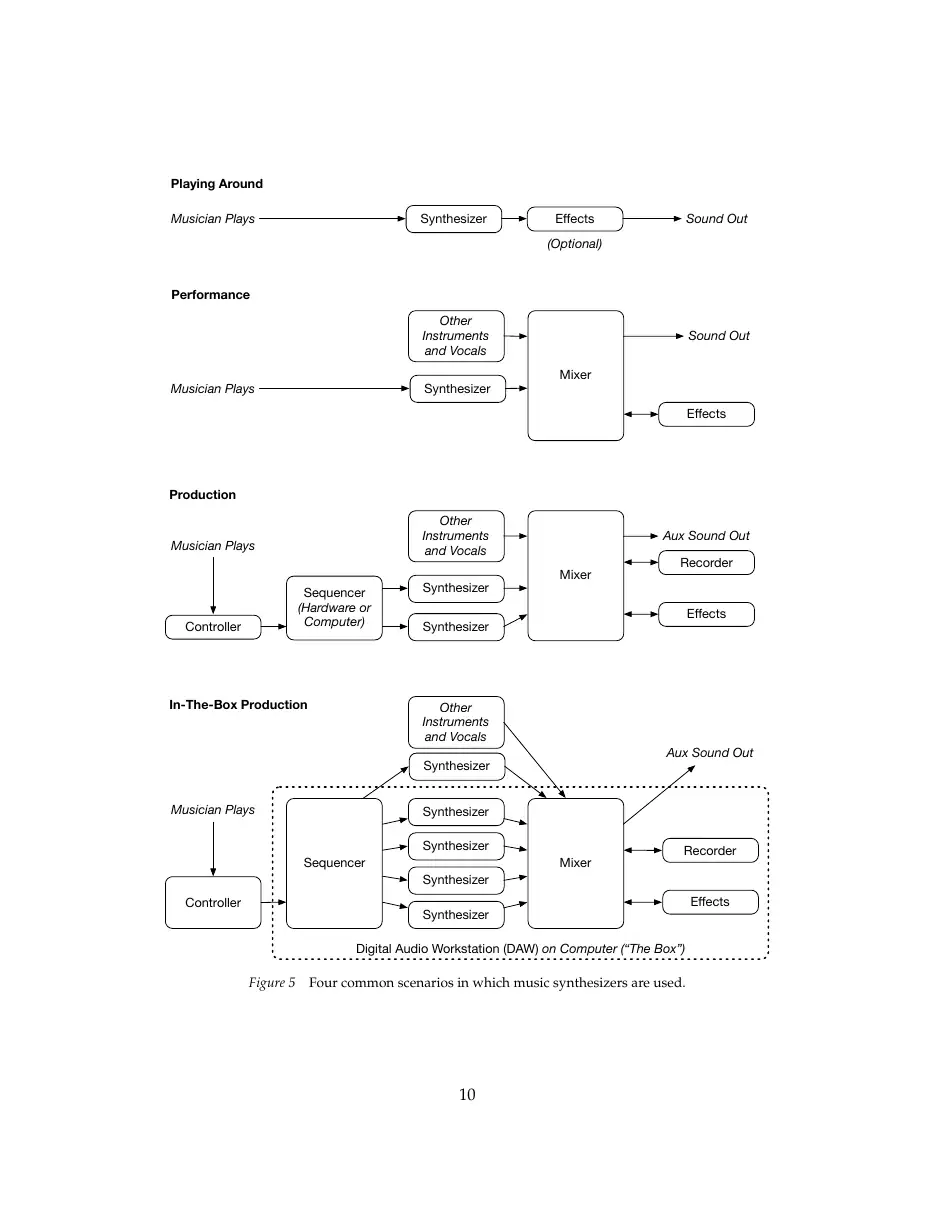 Playing Around
Musician Plays
Synthesizer
Effects
Sound Out
(Optional)
Performance
Other
Instruments
and Vocals
Sound Out
Mixer
Musician Plays
Synthesizer
Effects
Production
Other
Instruments
and Vocals
Aux Sound Out
Musician Plays
Recorder
Mixer
Sequencer
(Hardware or
Computer)
Synthesizer
Effects
Controller
Synthesizer
In-The-Box Production
Other
Instruments
and Vocals
Aux Sound Out
Synthesizer
Musician Plays
Synthesizer
Synthesizer
Recorder
Sequencer
Mixer
Synthesizer
Controller
Effects
Synthesizer
Digital Audio Workstation (DAW) on Computer (“The Box”)
Figure 5 Four common scenarios in which music synthesizers are used.
10